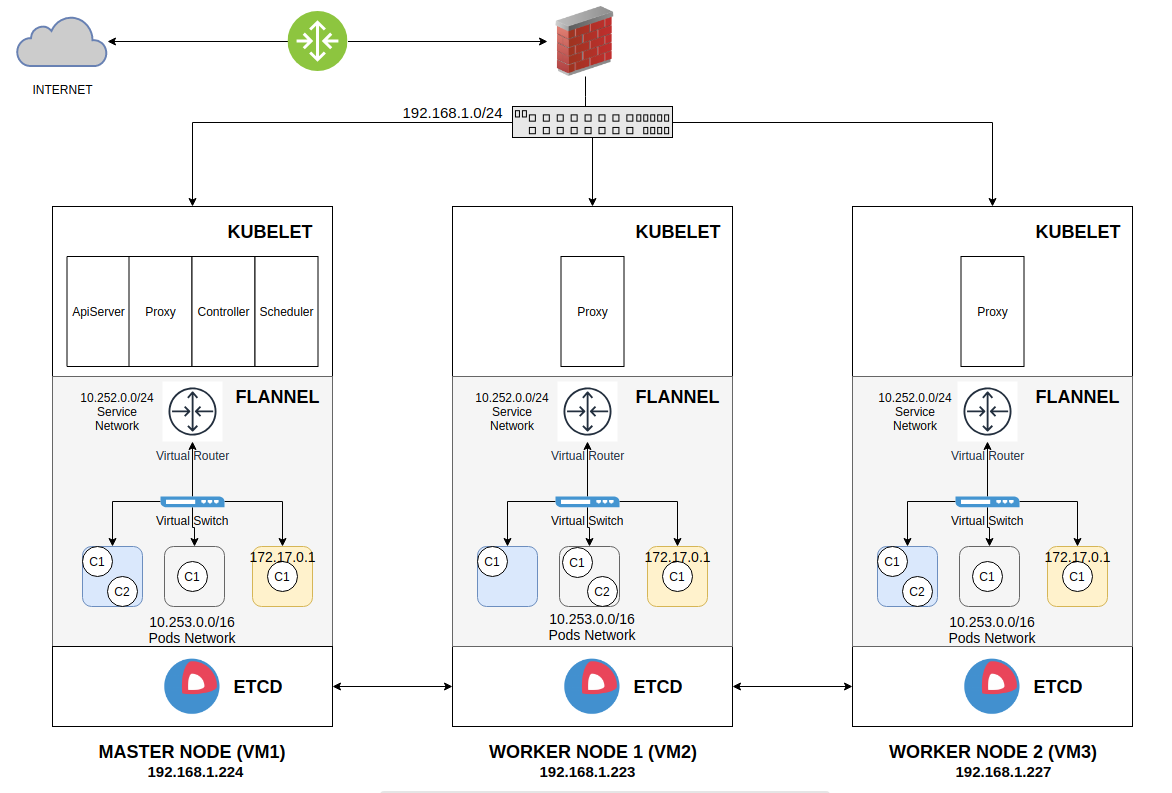 INTERNET
192.168.1.0/24
KUBELET
ApiServer
Proxy
Controller
Scheduler
10.252.0.0/24
Service
Network
FLANNEL
Virtual Router
Virtual Switch
C1
C2
C1
172.17.0.1
C1
10.253.0.0/16
Pods Network
ETCD
MASTER NODE (VM1)
192.168.1.224
KUBELET
Proxy
10.252.0.0/24
Service
Network
FLANNEL
Virtual Router
Virtual Switch
C1
C1
C2
172.17.0.1
C1
10.253.0.0/16
Pods Network
ETCD
WORKER NODE 1 (VM2)
192.168.1.223
KUBELET
Proxy
10.252.0.0/24
Service
Network
FLANNEL
Virtual Router
Virtual Switch
C1
C2
C1
172.17.0.1
C1
10.253.0.0/16
Pods Network
ETCD
WORKER NODE 2 (VM3)
192.168.1.227